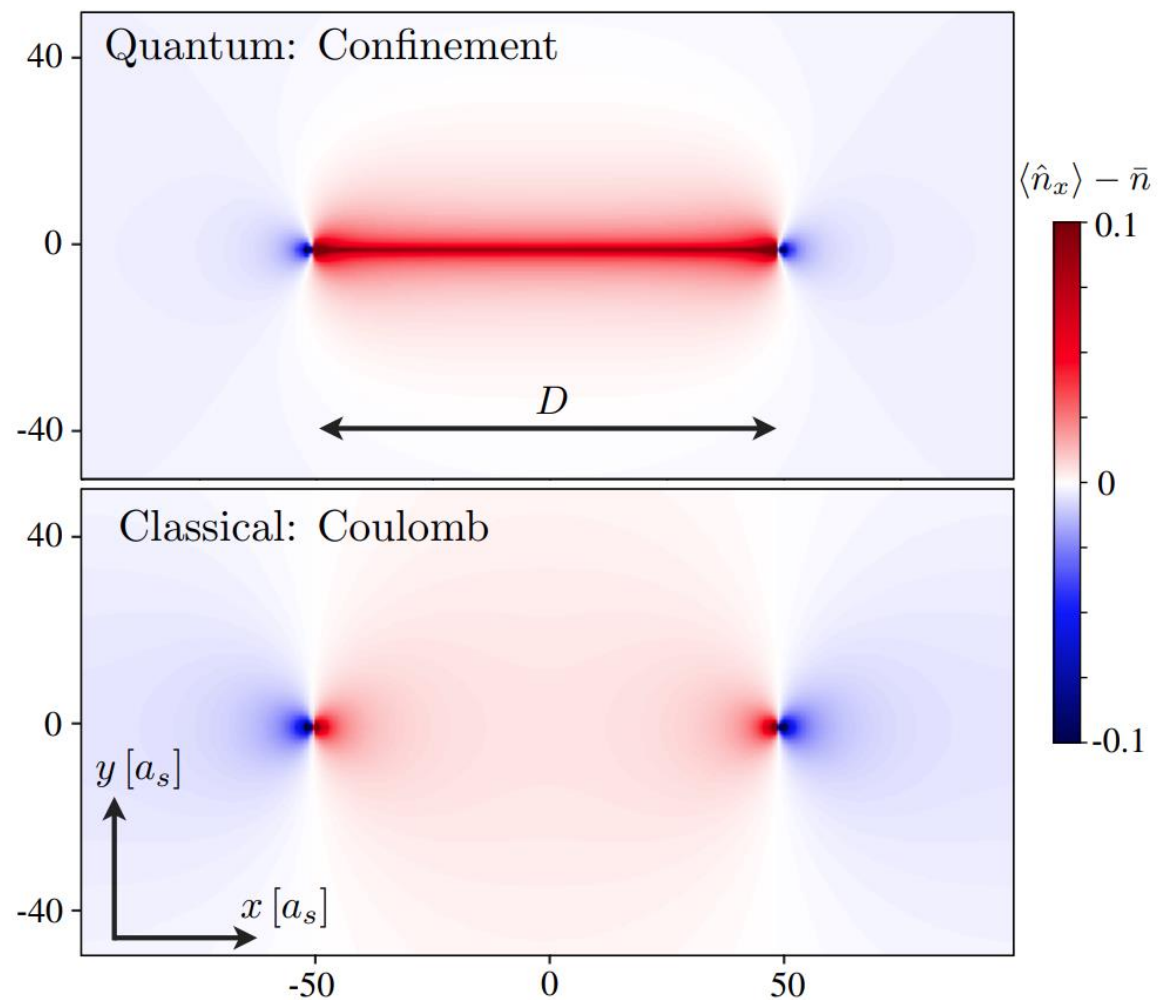 Quantum: Confinement
40
0
-40
D
⟨n̂ₓ⟩ − n̄
0.1
0
-0.1
Classical: Coulomb
40
0
-40
y [aₛ]
x [aₛ]
-50
0
50